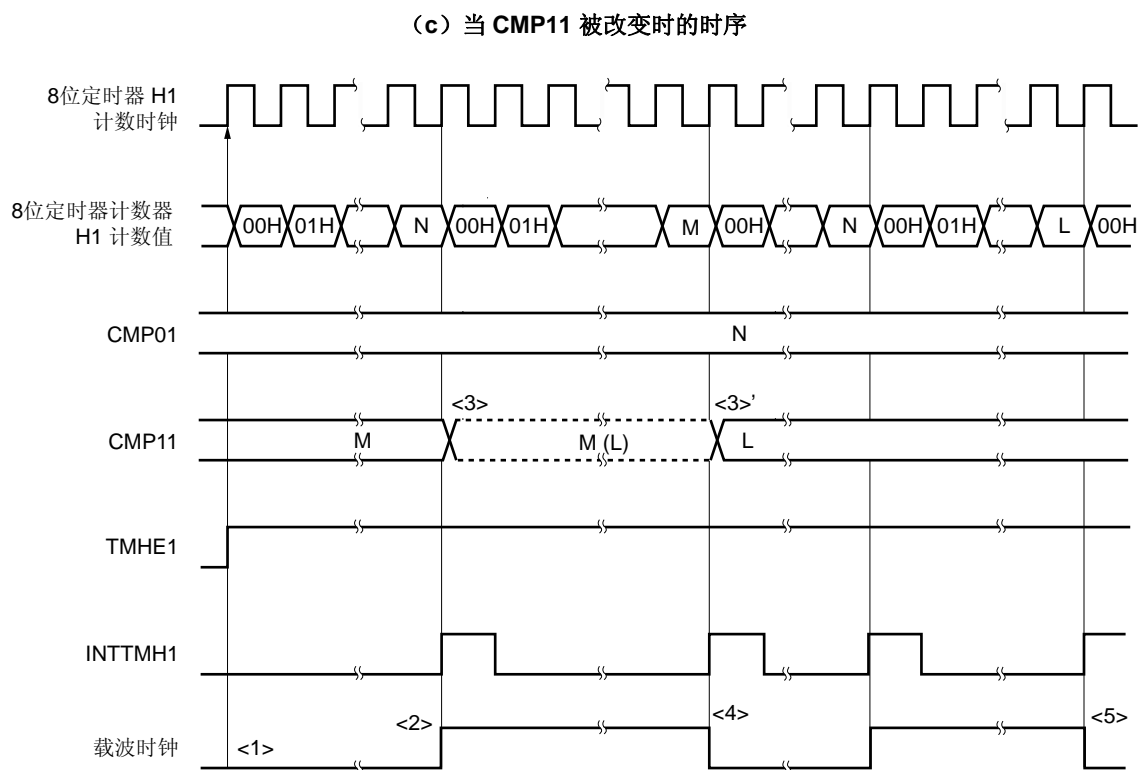 （c）当 CMP11 被改变时的时序
8位定时器 H1
计数时钟
8位定时器计数器
H1 计数值
00H 01H N 00H 01H M 00H N 00H 01H L 00H
CMP01
N
<3> <3>’
CMP11
M M (L) L
TMHE1
INTTMH1
<2> <4> <5>
载波时钟
<1>